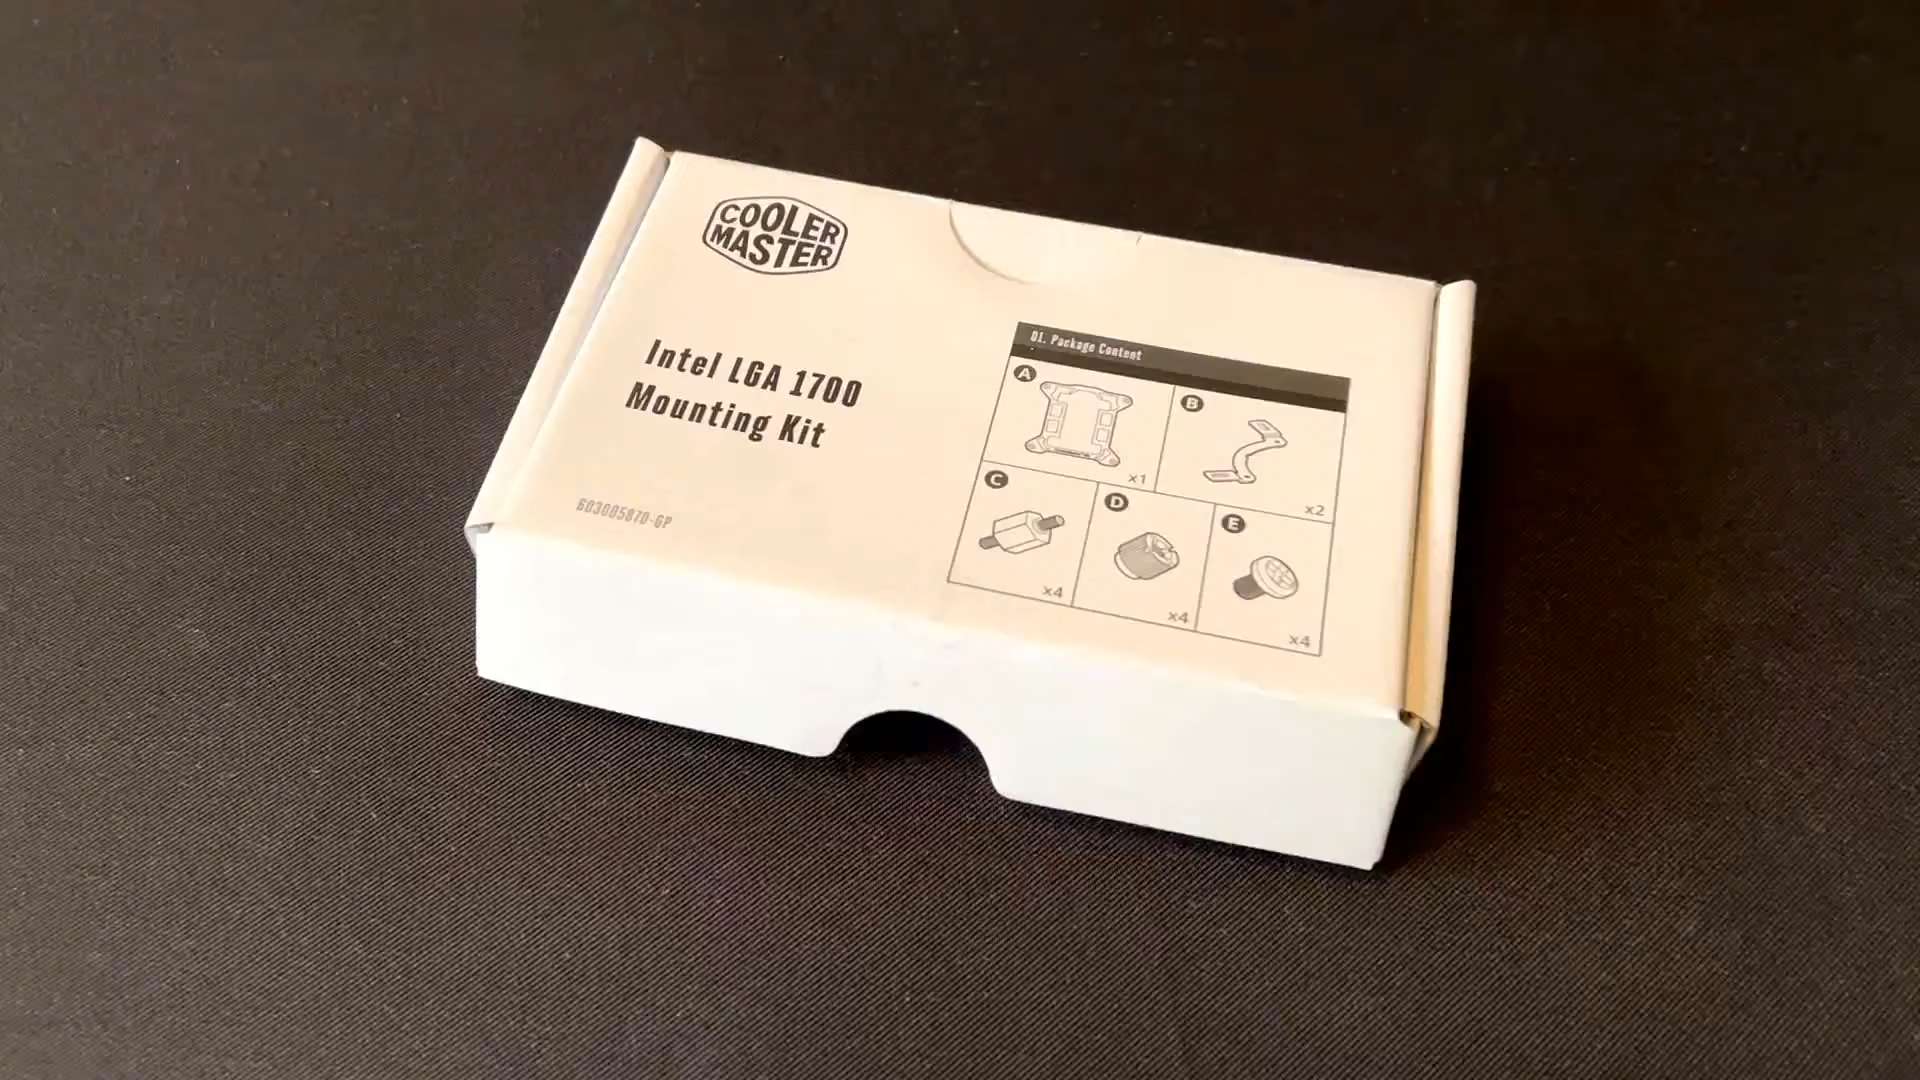 COOLER
MASTER
Intel LGA 1700
Mounting Kit
603005870-GP
01. Package Content
A
x1
B
x2
C
x4
D
x4
E
x4